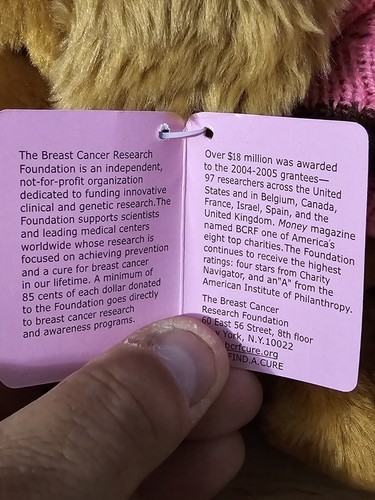 The Breast Cancer Research
Foundation is an independent,
not-for-profit organization
dedicated to funding innovative
clinical and genetic research.The
Foundation supports scientists
and leading medical centers
worldwide whose research is
focused on achieving prevention
and a cure for breast cancer
in our lifetime. A minimum of
85 cents of each dollar donated
to the Foundation goes directly
to breast cancer research
and awareness programs.
Over $18 million was awarded
to the 2004-2005 grantees—
97 researchers across the United
States and in Belgium, Canada,
France, Israel, Spain, and the
United Kingdom. Money magazine
named BCRF one of America's
eight top charities.The Foundation
continues to receive the highest
ratings: four stars from Charity
Navigator, and an"A" from the
American Institute of Philanthropy.
The Breast Cancer
Research Foundation
60 East 56 Street, 8th floor
York, N.Y.10022
bcrfcure.org
FIND.A.CURE